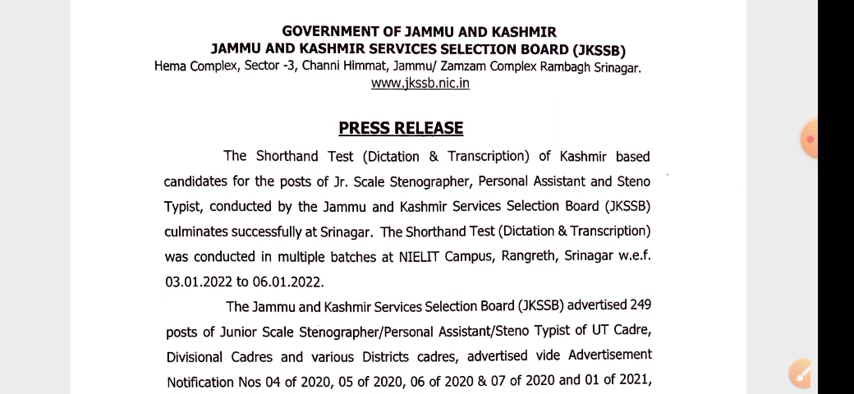 GOVERNMENT OF JAMMU AND KASHMIR
JAMMU AND KASHMIR SERVICES SELECTION BOARD (JKSSB)
Hema Complex, Sector -3, Channi Himmat, Jammu/ Zamzam Complex Rambagh Srinagar.
www.jkssb.nic.in
PRESS RELEASE
The Shorthand Test (Dictation & Transcription) of Kashmir based
candidates for the posts of Jr. Scale Stenographer, Personal Assistant and Steno
Typist, conducted by the Jammu and Kashmir Services Selection Board (JKSSB)
culminates successfully at Srinagar. The Shorthand Test (Dictation & Transcription)
was conducted in multiple batches at NIELIT Campus, Rangreth, Srinagar w.e.f.
03.01.2022 to 06.01.2022.
The Jammu and Kashmir Services Selection Board (JKSSB) advertised 249
posts of Junior Scale Stenographer/Personal Assistant/Steno Typist of UT Cadre,
Divisional Cadres and various Districts cadres, advertised vide Advertisement
Notification Nos 04 of 2020, 05 of 2020, 06 of 2020 & 07 of 2020 and 01 of 2021,